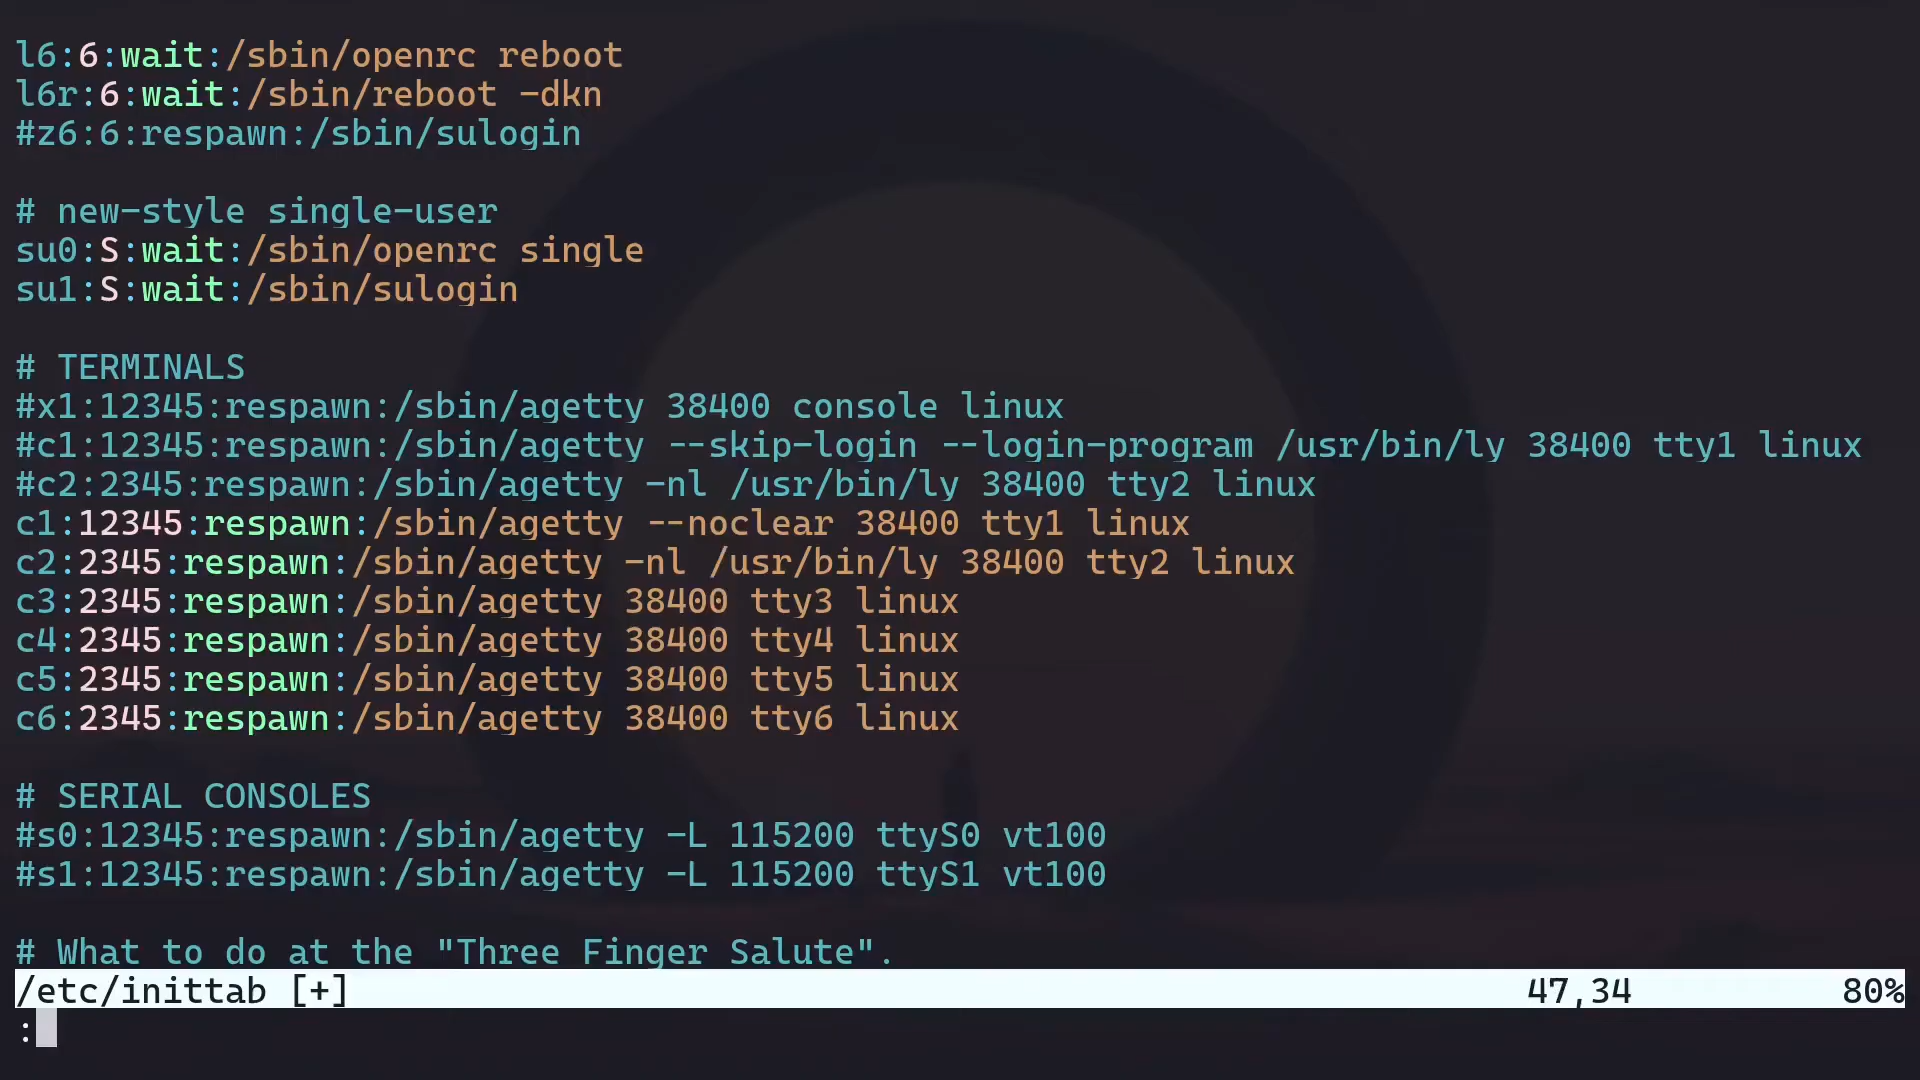 l6:6:wait:/sbin/openrc reboot
l6r:6:wait:/sbin/reboot -dkn
#z6:6:respawn:/sbin/sulogin
# new-style single-user
su0:S:wait:/sbin/openrc single
su1:S:wait:/sbin/sulogin
# TERMINALS
#x1:12345:respawn:/sbin/agetty 38400 console linux
#c1:12345:respawn:/sbin/agetty --skip-login --login-program /usr/bin/ly 38400 tty1 linux
#c2:2345:respawn:/sbin/agetty -nl /usr/bin/ly 38400 tty2 linux
c1:12345:respawn:/sbin/agetty --noclear 38400 tty1 linux
c2:2345:respawn:/sbin/agetty -nl /usr/bin/ly 38400 tty2 linux
c3:2345:respawn:/sbin/agetty 38400 tty3 linux
c4:2345:respawn:/sbin/agetty 38400 tty4 linux
c5:2345:respawn:/sbin/agetty 38400 tty5 linux
c6:2345:respawn:/sbin/agetty 38400 tty6 linux
# SERIAL CONSOLES
#s0:12345:respawn:/sbin/agetty -L 115200 ttyS0 vt100
#s1:12345:respawn:/sbin/agetty -L 115200 ttyS1 vt100
# What to do at the "Three Finger Salute".
/etc/inittab [+] 47,34 80%
: